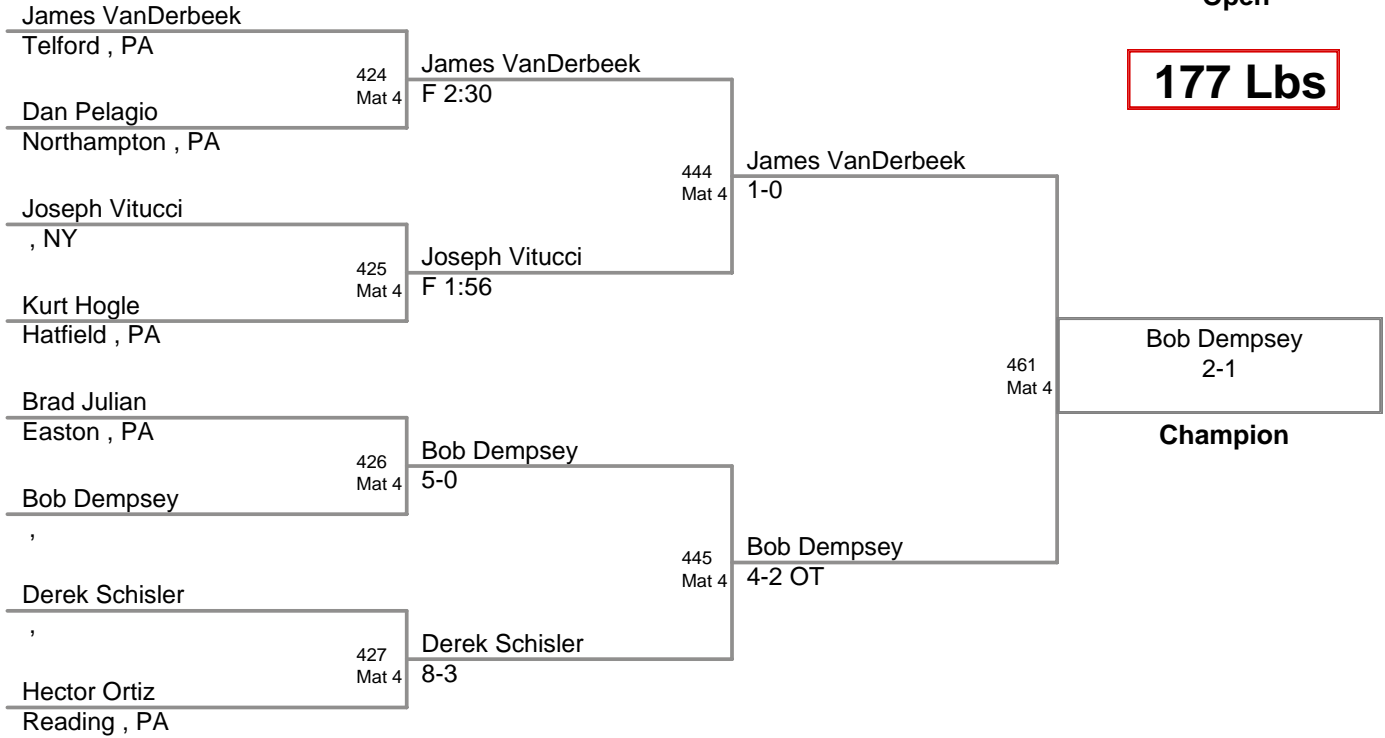 Open
177 Lbs
James VanDerbeek
Telford , PA
424
Mat 4
Dan Pelagio
Northampton , PA
James VanDerbeek
F 2:30
Joseph Vitucci
, NY
425
Mat 4
Kurt Hogle
Hatfield , PA
Joseph Vitucci
F 1:56
444
Mat 4
James VanDerbeek
1-0
Brad Julian
Easton , PA
426
Mat 4
Bob Dempsey
,
Bob Dempsey
5-0
Derek Schisler
,
427
Mat 4
Hector Ortiz
Reading , PA
Derek Schisler
8-3
445
Mat 4
Bob Dempsey
4-2 OT
461
Mat 4
Bob Dempsey
2-1
Champion